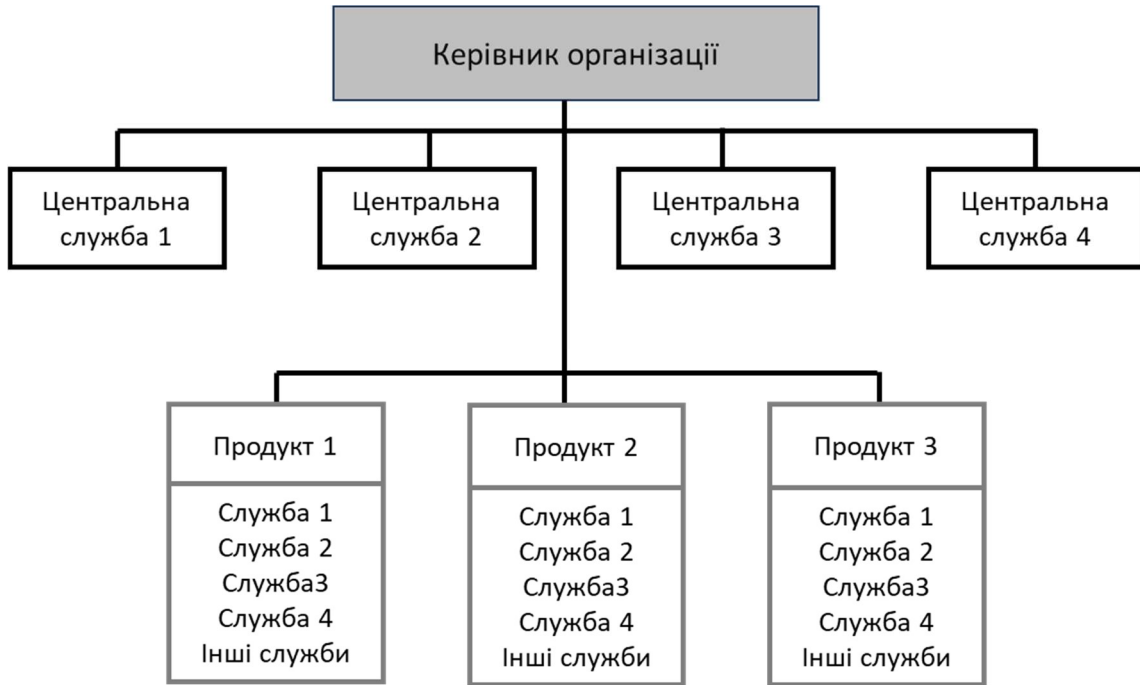 Керівник організації
Центральна
служба 1
Центральна
служба 2
Центральна
служба 3
Центральна
служба 4
Продукт 1
Служба 1
Служба 2
Служба3
Служба 4
Інші служби
Продукт 2
Служба 1
Служба 2
Служба3
Служба 4
Інші служби
Продукт 3
Служба 1
Служба 2
Служба3
Служба 4
Інші служби